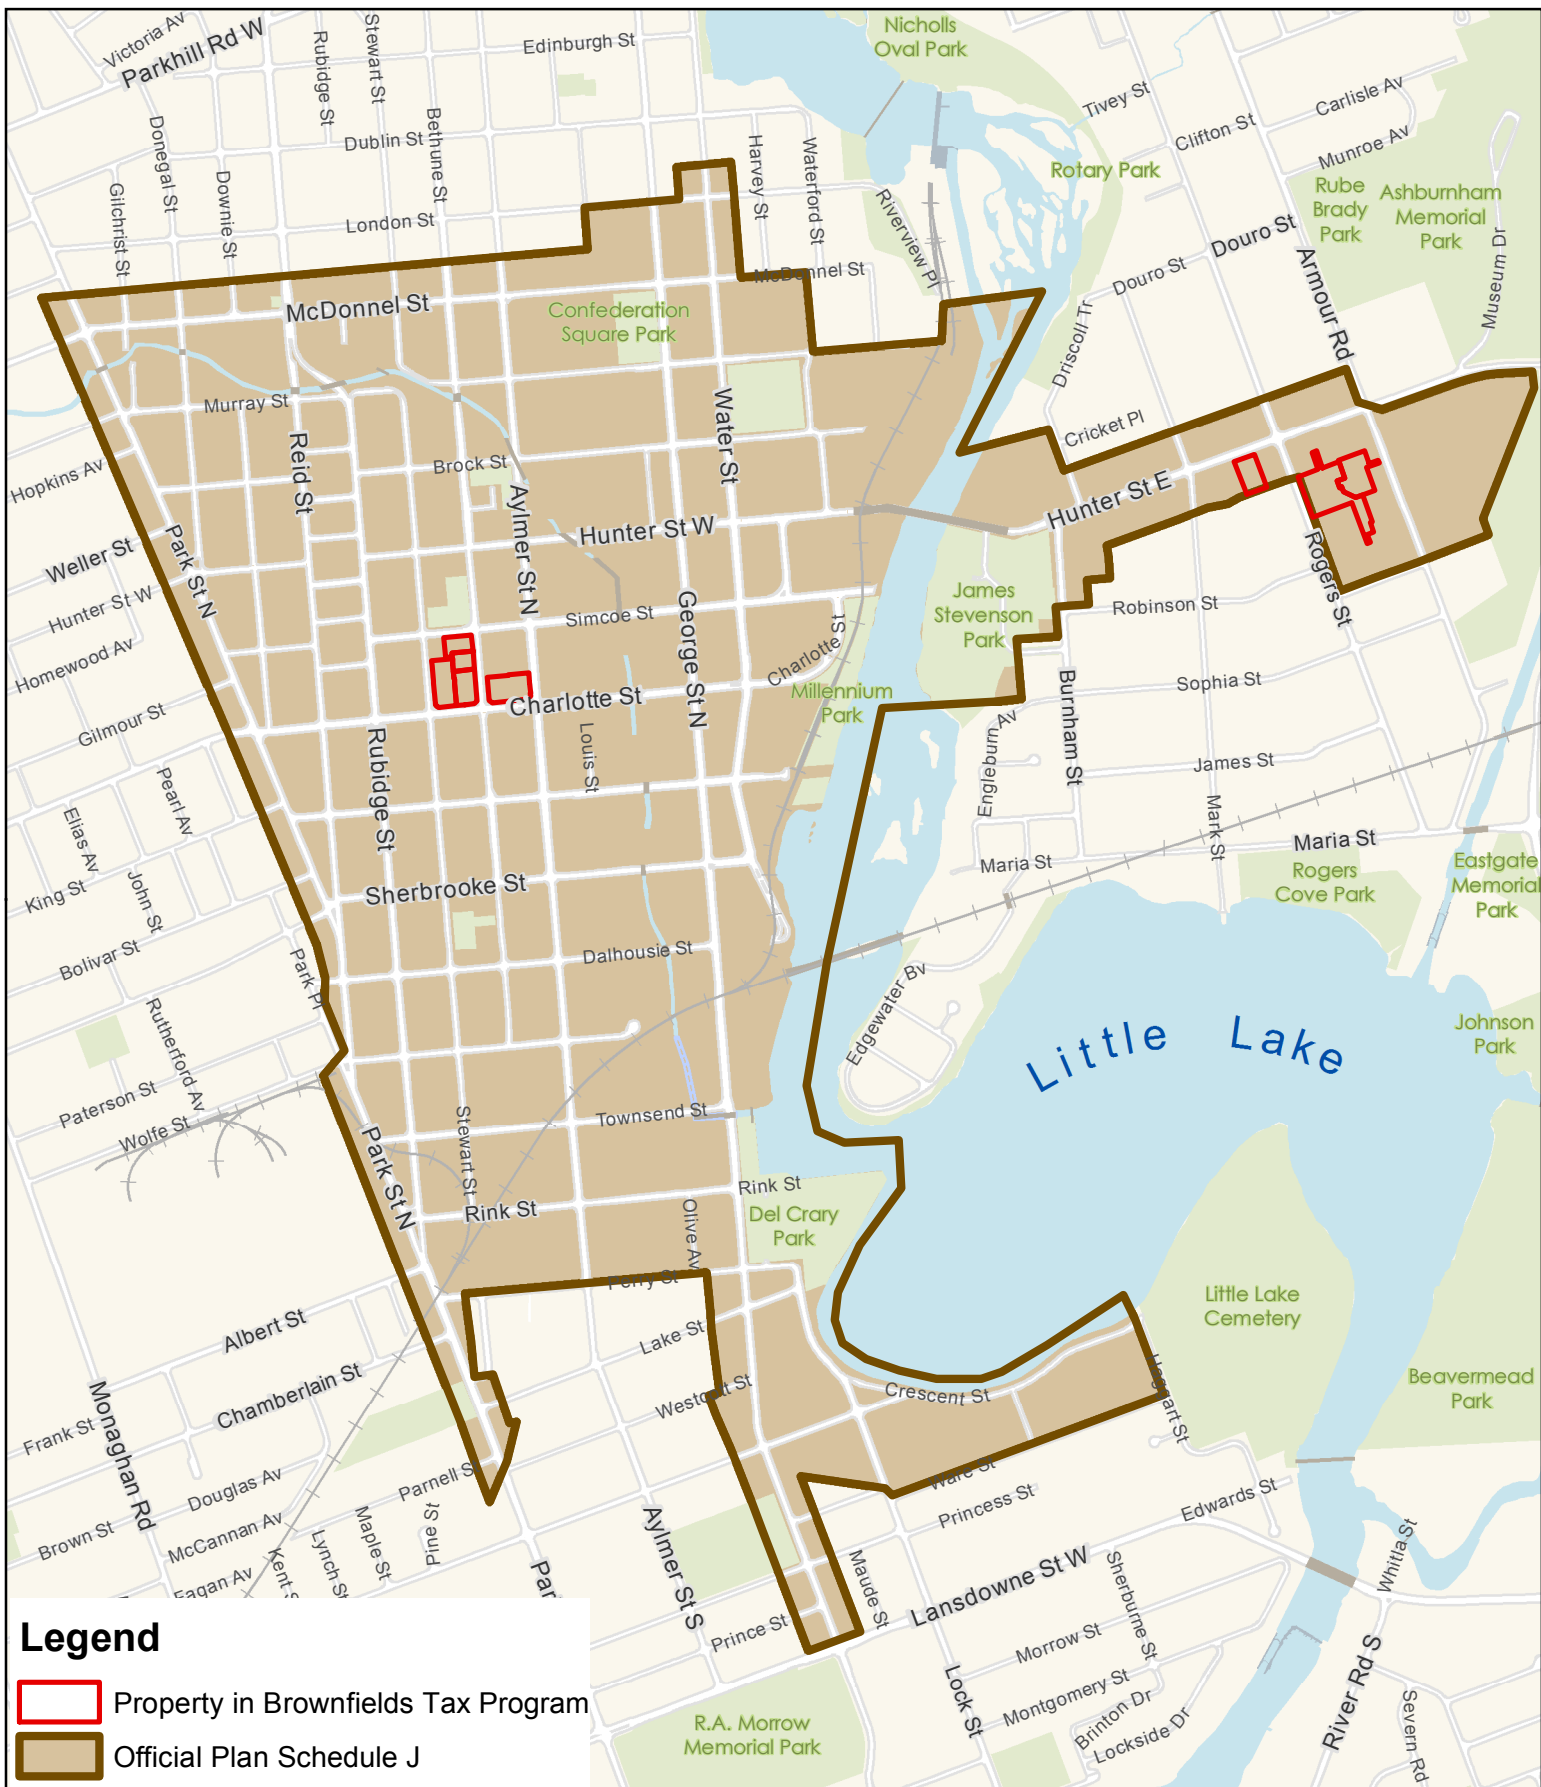 Nicholls
Oval Park
Victoria Av
Parkhill Rd W
Rubidge St
Stewart St
Edinburgh St
Donegal St
Dublin St
Bethune St
Harvey St
Waterford St
Tivey St
Clifton St
Carlisle Av
Munroe Av
Rotary Park
Rube
Brady
Park
Ashburnham
Memorial
Park
Gilchrist St
Downie St
London St
Riverview Pl
Douro St
Douro St
Armour Rd
Museum Dr
McDonnel St
McDonnel St
Confederation
Square Park
Driscoll Tr
Cricket Pl
Murray St
Reid St
Water St
Brock St
Hopkins Av
Aylmer St N
Hunter St W
Hunter St E
Weller St
Park St N
Hunter St W
Simcoe St
George St N
James
Stevenson
Park
Robinson St
Rogers St
Homewood Av
Charlotte St
Gilmour St
Charlotte St
Millennium
Park
Sophia St
Burnham St
Engleburn Av
Louis St
Rubidge St
Pearl Av
Elias Av
James St
Mark St
Maria St
Maria St
Rogers
Cove Park
Eastgate
Memorial
Park
King St
John St
Sherbrooke St
Bolivar St
Park Pl
Dalhousie St
Edgewater Bv
Rutherford Av
Little Lake
Johnson
Park
Paterson St
Wolfe St
Park St N
Stewart St
Townsend St
Rink St
Rink St
Olive Av
Del Crary
Park
Perry St
Little Lake
Cemetery
Albert St
Lake St
Chamberlain St
Westcott St
Crescent St
Haggart St
Beavermead
Park
Frank St
Monaghan Rd
Douglas Av
Parnell St
Ware St
Princess St
Edwards St
Brown St
McCannan Av
Maple St
Pine St
Lynch St
Kent S
Fagan Av
Par
Aylmer St S
Maude St
Lansdowne St W
Whitla St
Sherburne St
Prince St
Morrow St
Montgomery St
Brinton Dr
Lockside Dr
Lock St
River Rd S
Severn Rd
R.A. Morrow
Memorial Park
Legend
Property in Brownfields Tax Program
Official Plan Schedule J